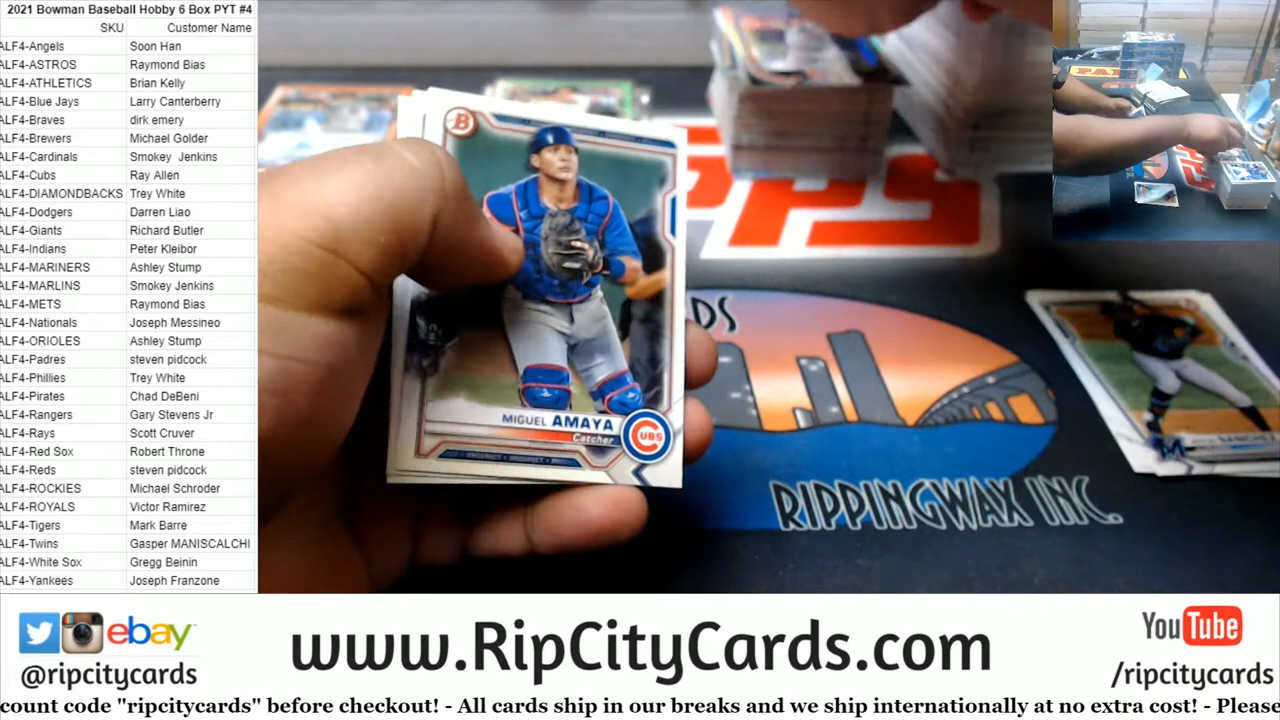 2021 Bowman Baseball Hobby 6 Box PYT #4
SKU Customer Name
ALF4-Angels Soon Han
ALF4-ASTROS Raymond Bias
ALF4-ATHLETICS Brian Kelly
ALF4-Blue Jays Larry Canterberry
ALF4-Braves dirk emery
ALF4-Brewers Michael Golder
ALF4-Cardinals Smokey Jenkins
ALF4-Cubs Ray Allen
ALF4-DIAMONDBACKS Trey White
ALF4-Dodgers Darren Liao
ALF4-Giants Richard Butler
ALF4-Indians Peter Kleibor
ALF4-MARINERS Ashley Stump
ALF4-MARLINS Smokey Jenkins
ALF4-METS Raymond Bias
ALF4-Nationals Joseph Messineo
ALF4-ORIOLES Ashley Stump
ALF4-Padres steven pidcock
ALF4-Phillies Trey White
ALF4-Pirates Chad DeBeni
ALF4-Rangers Gary Stevens Jr
ALF4-Rays Scott Cruver
ALF4-Red Sox Robert Throne
ALF4-Reds steven pidcock
ALF4-ROCKIES Michael Schroder
ALF4-ROYALS Victor Ramirez
ALF4-Tigers Mark Barre
ALF4-Twins Gasper MANISCALCHI
ALF4-White Sox Gregg Beinin
ALF4-Yankees Joseph Franzone
B
MIGUEL AMAYA
Catcher
CUBS
PPS
RDS
RIPPINGWAX INC.
M
ebay
@ripcitycards
www.RipCityCards.com
YouTube
/ripcitycards
count code "ripcitycards" before checkout! - All cards ship in our breaks and we ship internationally at no extra cost! - Please